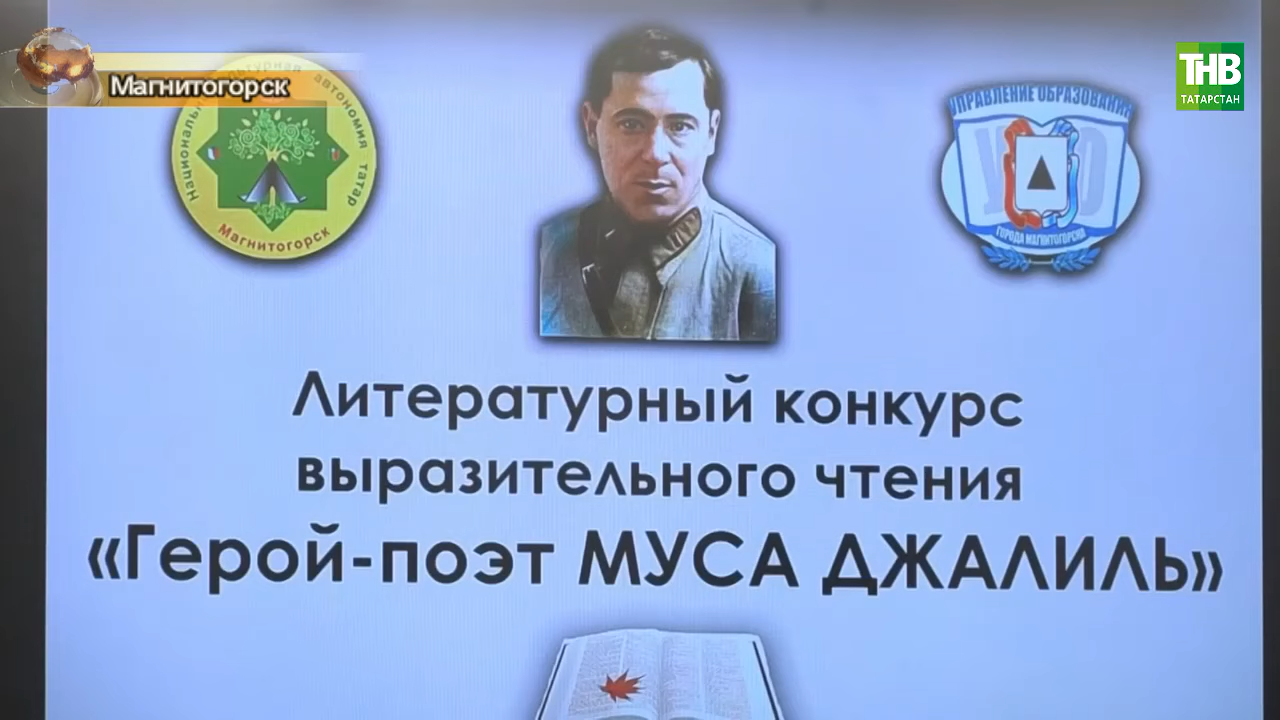 Магнитогорск
ТНВ
ТАТАРСТАН
Национально-культурная автономия татар
Магнитогорск
УПРАВЛЕНИЕ ОБРАЗОВАНИЯ
УО
ГОРОДА МАГНИТОГОРСКА
Литературный конкурс
выразительного чтения
«Герой-поэт МУСА ДЖАЛИЛЬ»